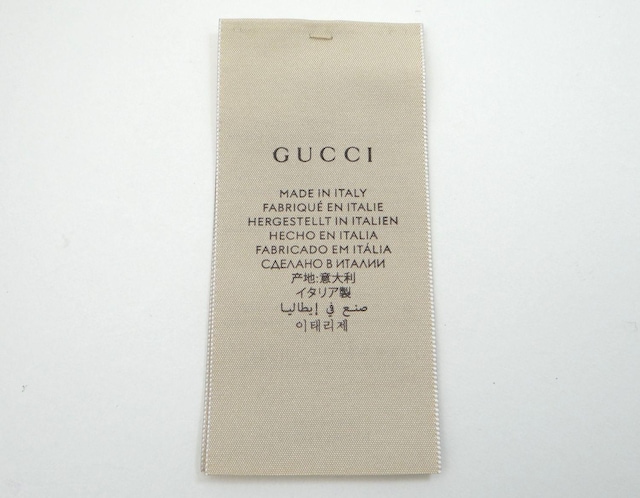 GUCCI
MADE IN ITALY
FABRIQUÉ EN ITALIE
HERGESTELLT IN ITALIEN
HECHO EN ITALIA
FABRICADO EM ITÁLIA
СДЕЛАНО В ИТАЛИИ
产地:意大利
イタリア製
صنع في إيطاليا
이태리제